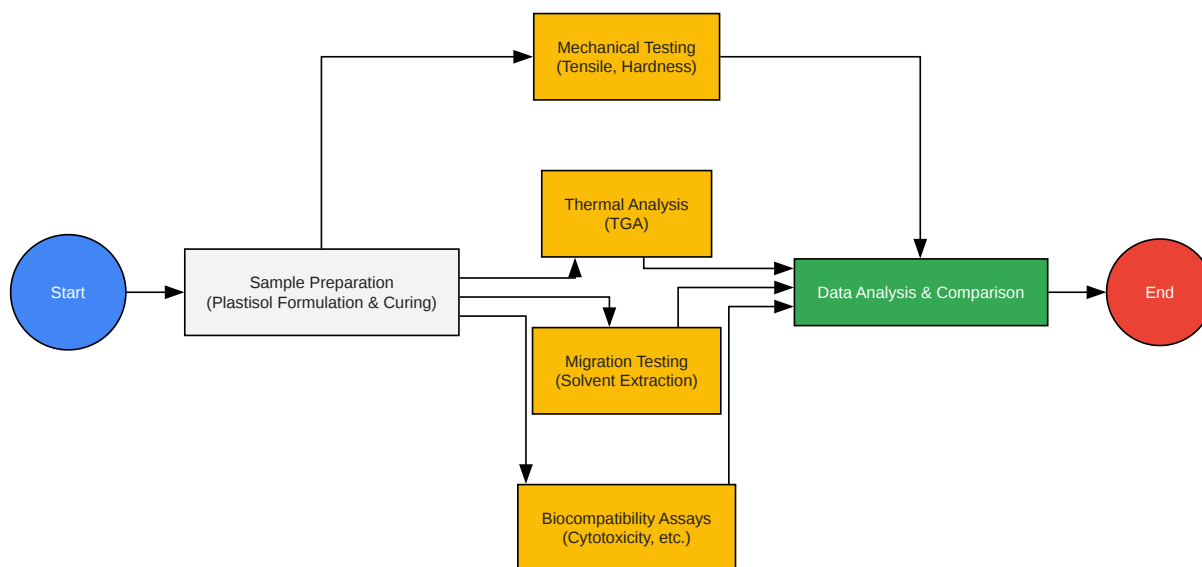 Mechanical Testing
(Tensile, Hardness)
Thermal Analysis
(TGA)
Start
Sample Preparation
(Plastisol Formulation & Curing)
Data Analysis & Comparison
End
Migration Testing
(Solvent Extraction)
Biocompatibility Assays
(Cytotoxicity, etc.)